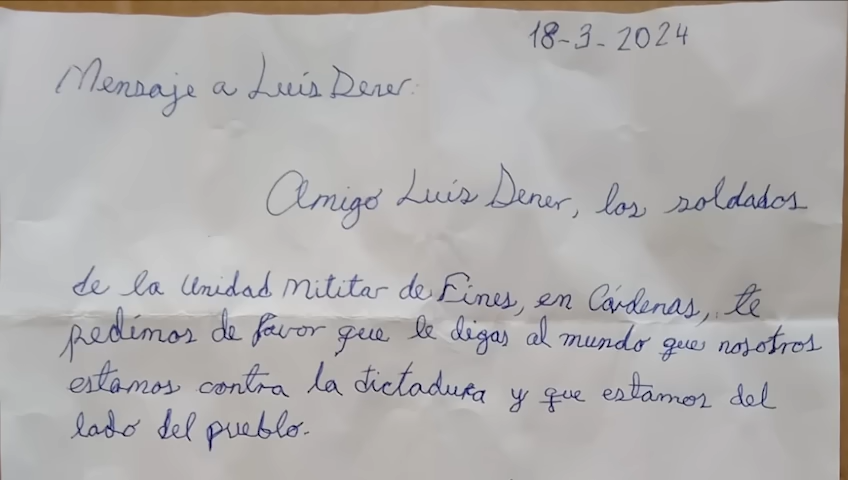 18-3-2024
Mensaje a Luis Dener:
Amigo Luis Dener, los soldados
de la Unidad Mititar de Fines, en Cárdenas, te
pedimos de favor que le digas al mundo que nosotros
estamos contra la dictadura y que estamos del
lado del pueblo.